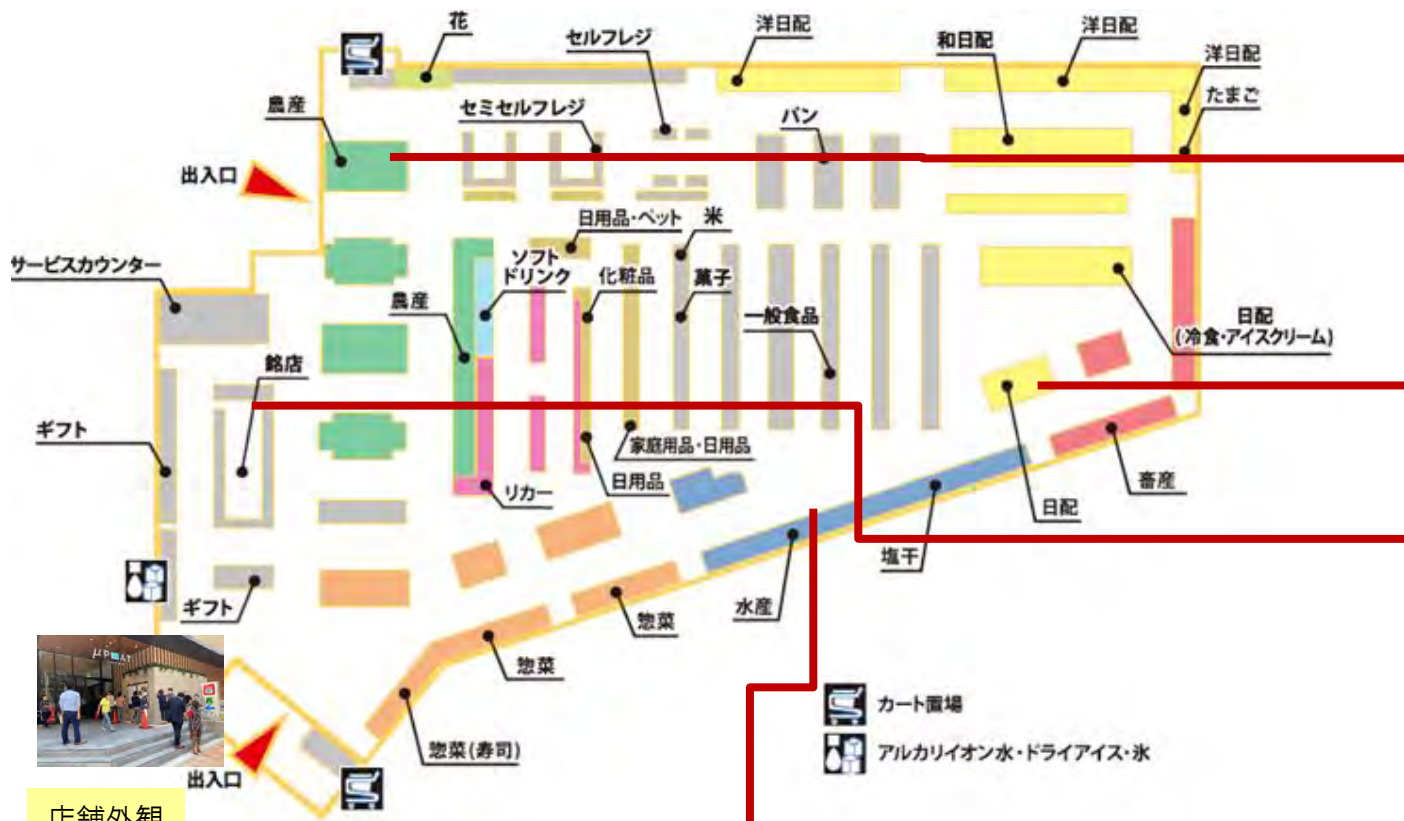 花
セルフレジ
洋日配
和日配
洋日配
洋日配
たまご
農産
セミセルフレジ
パン
出入口
日用品・ペット
米
サービスカウンター
ソフト
ドリンク
化粧品
菓子
農産
一般食品
日配
(冷食・アイスクリーム)
銘店
ギフト
家庭用品・日用品
日用品
リカー
畜産
日配
塩干
水産
ギフト
惣菜
惣菜
惣菜(寿司)
出入口
カート置場
アルカリイオン水・ドライアイス・氷
店舗外観